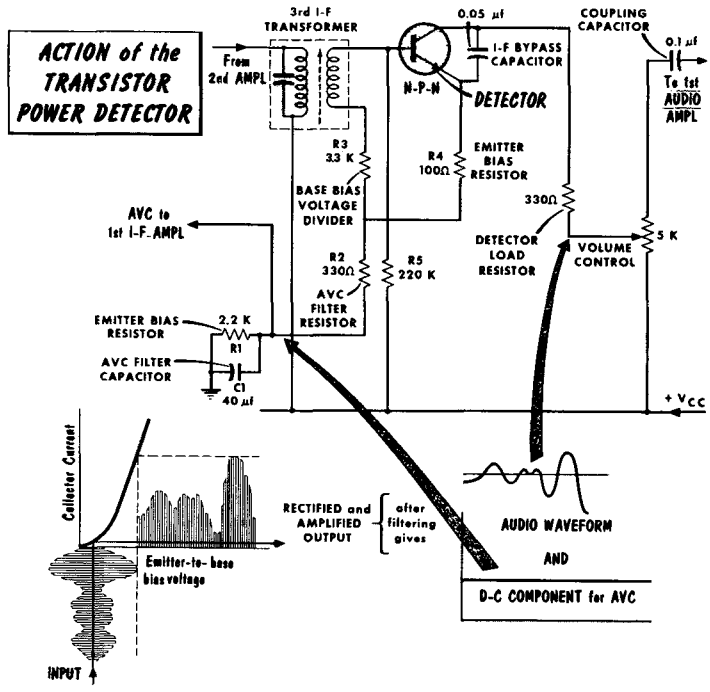 ACTION of the
TRANSISTOR
POWER DETECTOR
3rd I-F
TRANSFORMER
From
2nd AMPL
N-P-N
DETECTOR
0.05 μf
I-F BYPASS
CAPACITOR
COUPLING
CAPACITOR
0.1 μf
To 1st
AUDIO
AMPL
R3
3.3 K
BASE BIAS
VOLTAGE
DIVIDER
R4
100Ω
EMITTER
BIAS
RESISTOR
330Ω
DETECTOR
LOAD
RESISTOR
VOLUME
CONTROL
5 K
AVC to
1st I-F-AMPL
R2
330Ω
AVC
FILTER
RESISTOR
R5
220 K
EMITTER BIAS
RESISTOR
2.2 K
R1
AVC FILTER
CAPACITOR
C1
40 μf
+ VCC
Collector Current
Emitter-to-base
bias voltage
INPUT
RECTIFIED and
AMPLIFIED
OUTPUT
after
filtering
gives
AUDIO WAVEFORM
AND
D-C COMPONENT for AVC